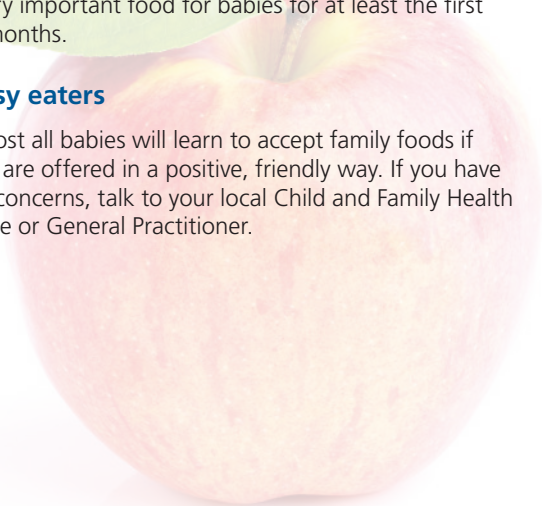 ry important food for babies for at least the first
months.
sy eaters
ost all babies will learn to accept family foods if
are offered in a positive, friendly way. If you have
concerns, talk to your local Child and Family Health
e or General Practitioner.